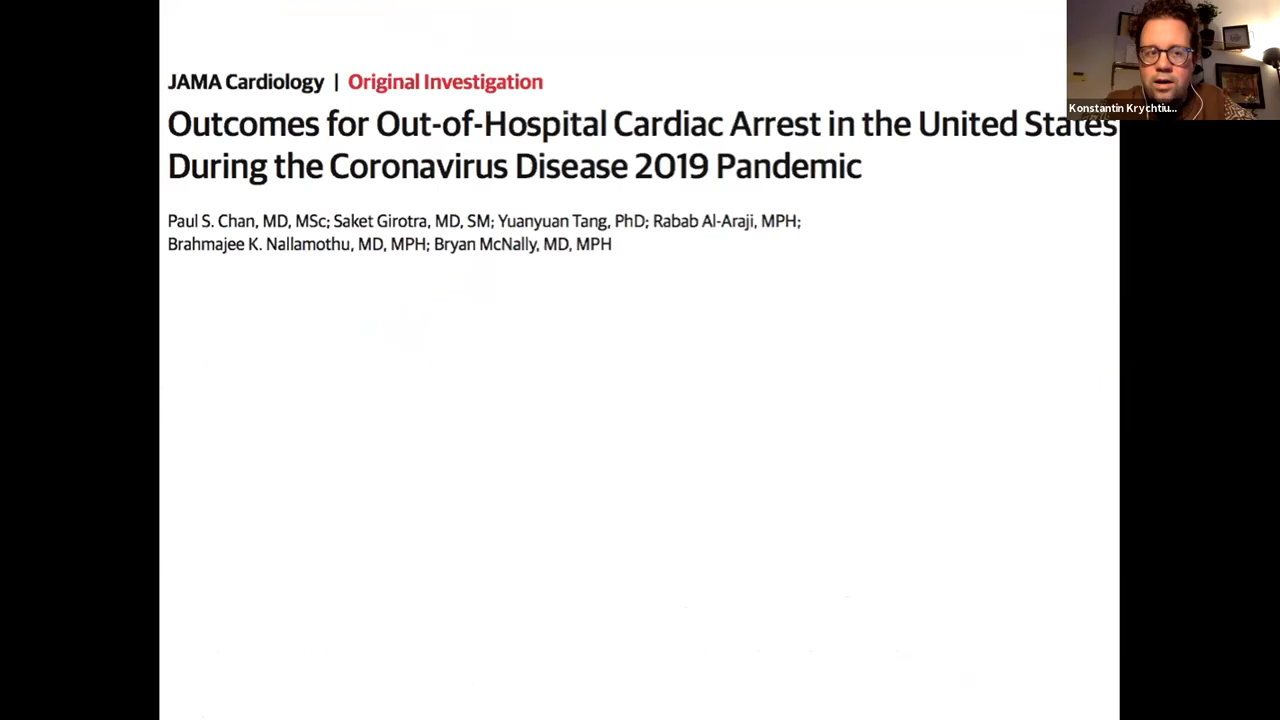 JAMA Cardiology | Original Investigation
Outcomes for Out-of-Hospital Cardiac Arrest in the United States
During the Coronavirus Disease 2019 Pandemic
Paul S. Chan, MD, MSc; Saket Girotra, MD, SM; Yuanyuan Tang, PhD; Rabab Al-Araji, MPH;
Brahmajee K. Nallamothu, MD, MPH; Bryan McNally, MD, MPH
Konstantin Krychtiu...